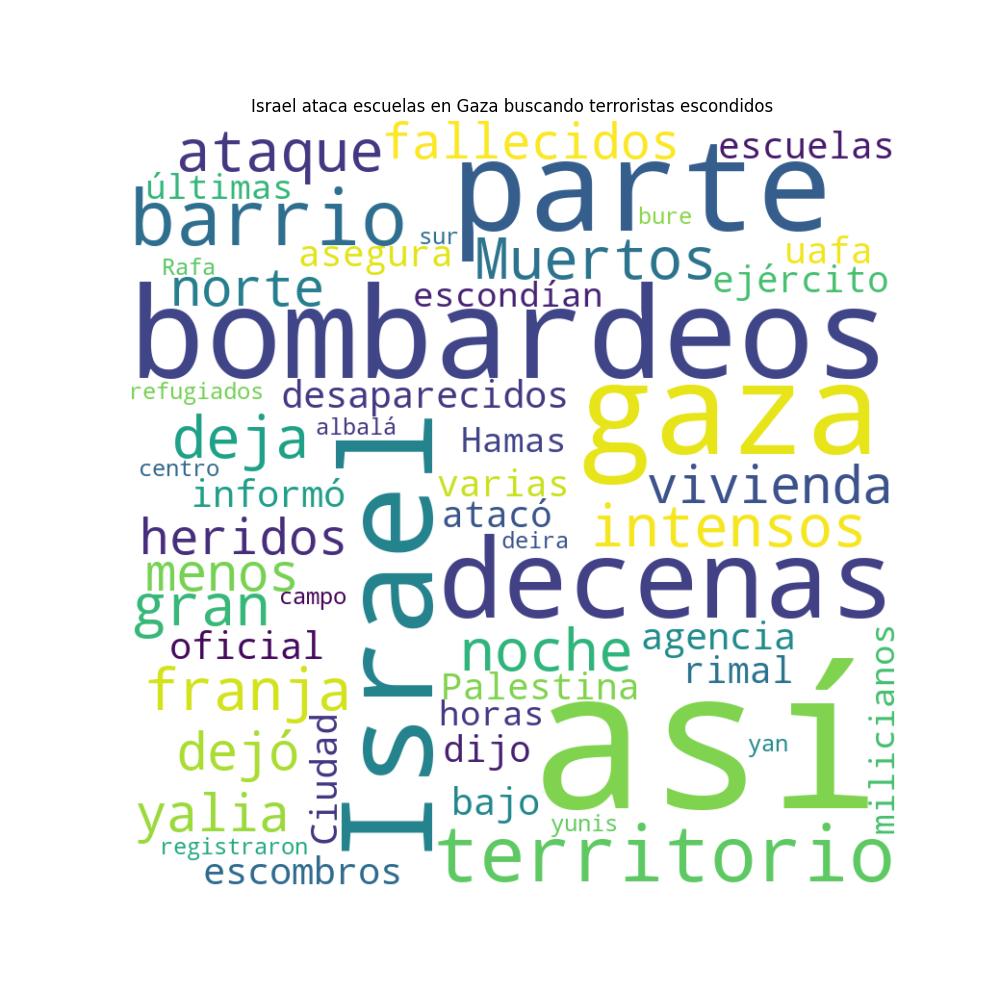 Israel ataca escuelas en Gaza buscando terroristas escondidos
ataque
fallecidos
escuelas
últimas
parte
barrio
bure
sur
asegura
Muertos
uafa
Rafa
norte
escondían
ejército
bombardeos
refugiados
desaparecidos
gaza
deja
albalá
Hamas
centro
informó
varias
vivienda
Israel
atacó
intensos
heridos
deira
decenas
menos
gran
campo
oficial
noche
agencia
rimal
milicianos
franja
Palestina
horas
así
Ciudad
dejó
dijo
yan
yalia
bajo
yunis
registraron
territorio
escombros